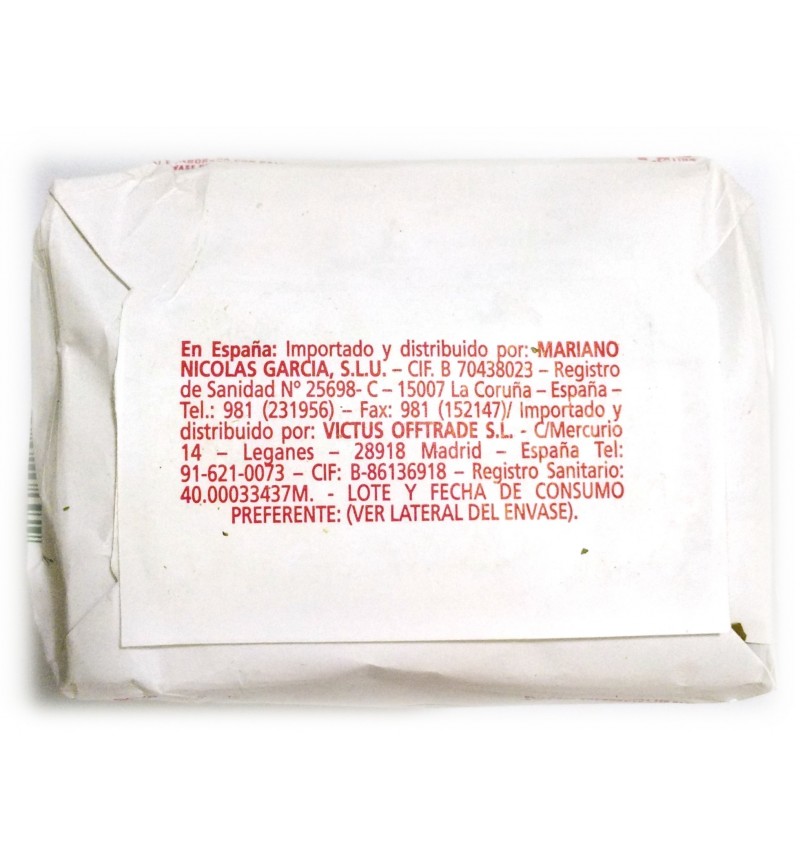 En España: Importado y distribuido por: MARIANO
NICOLAS GARCIA, S.L.U. – CIF. B 70438023 – Registro
de Sanidad Nº 25698- C – 15007 La Coruña – España –
Tel.: 981 (231956) – Fax: 981 (152147)/ Importado y
distribuido por: VICTUS OFFTRADE S.L. - C/Mercurio
14 – Leganes – 28918 Madrid – España Tel:
91-621-0073 – CIF: B-86136918 – Registro Sanitario:
40.00033437M. - LOTE Y FECHA DE CONSUMO
PREFERENTE: (VER LATERAL DEL ENVASE).